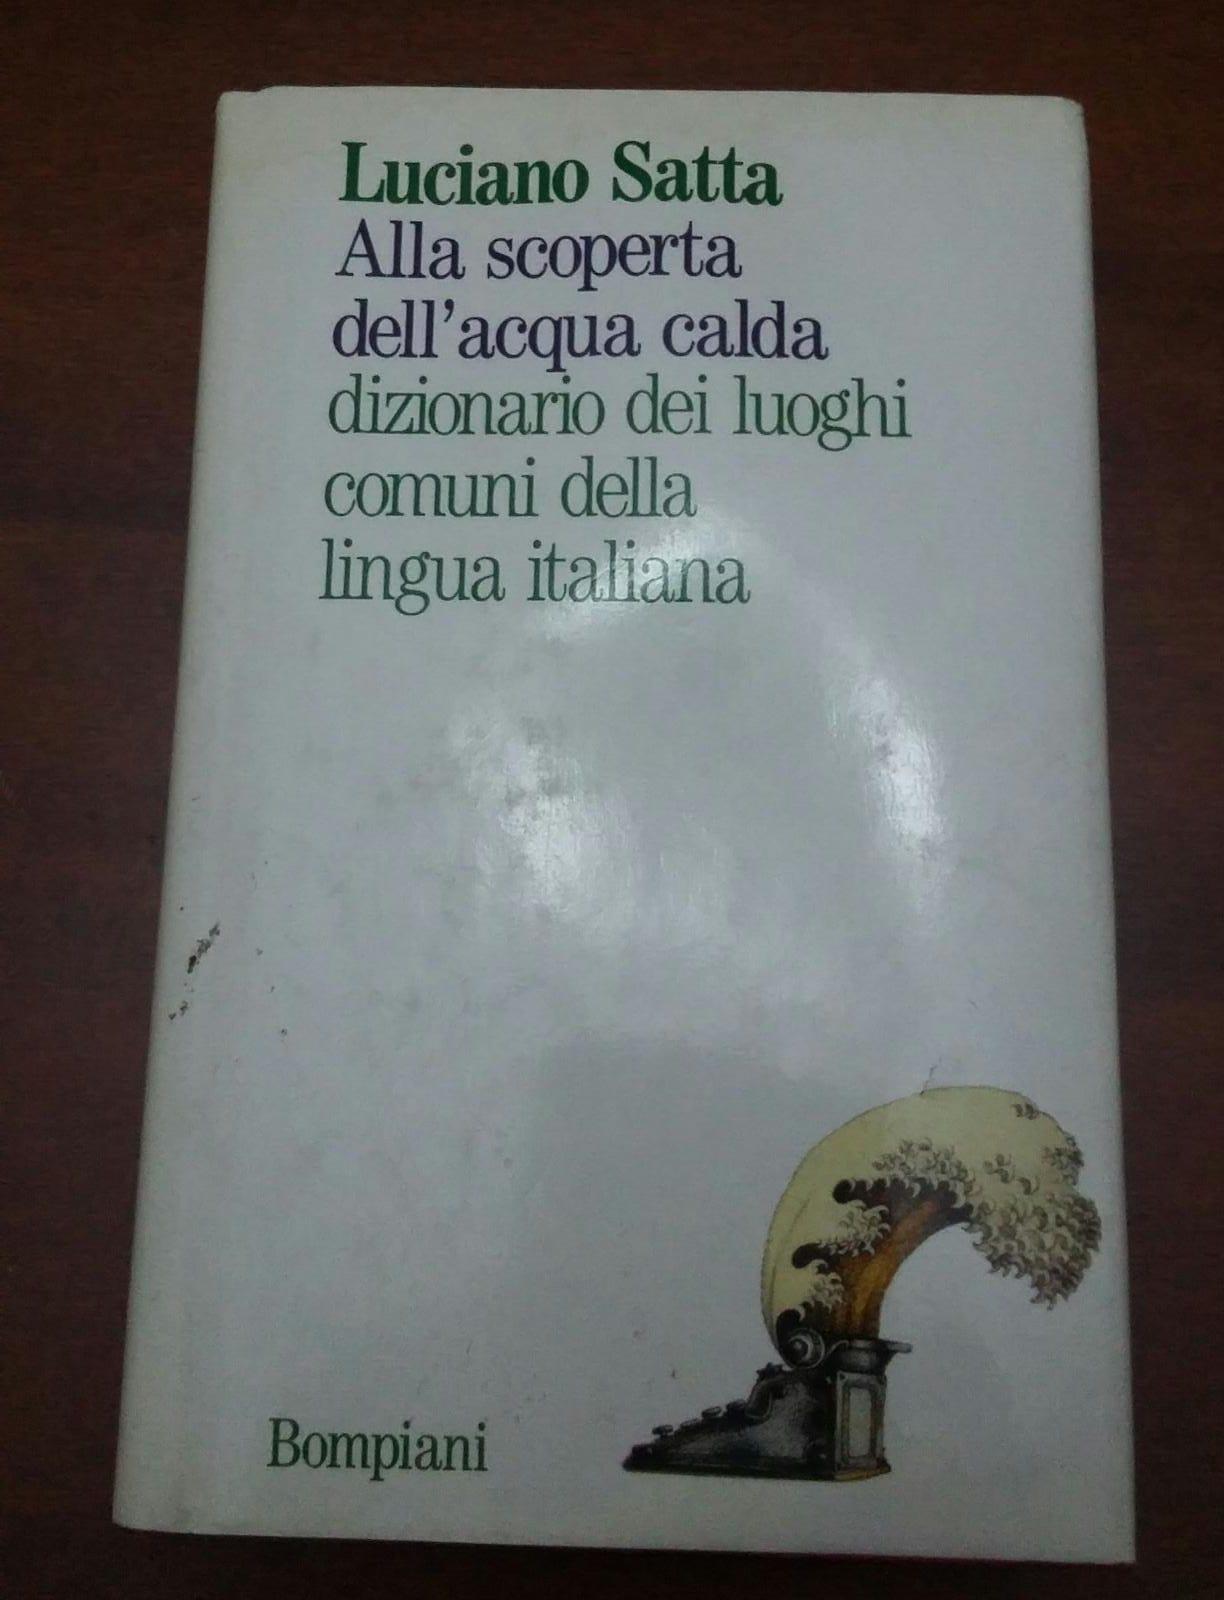 Luciano Satta
Alla scoperta
dell'acqua calda
dizionario dei luoghi
comuni della
lingua italiana
Bompiani